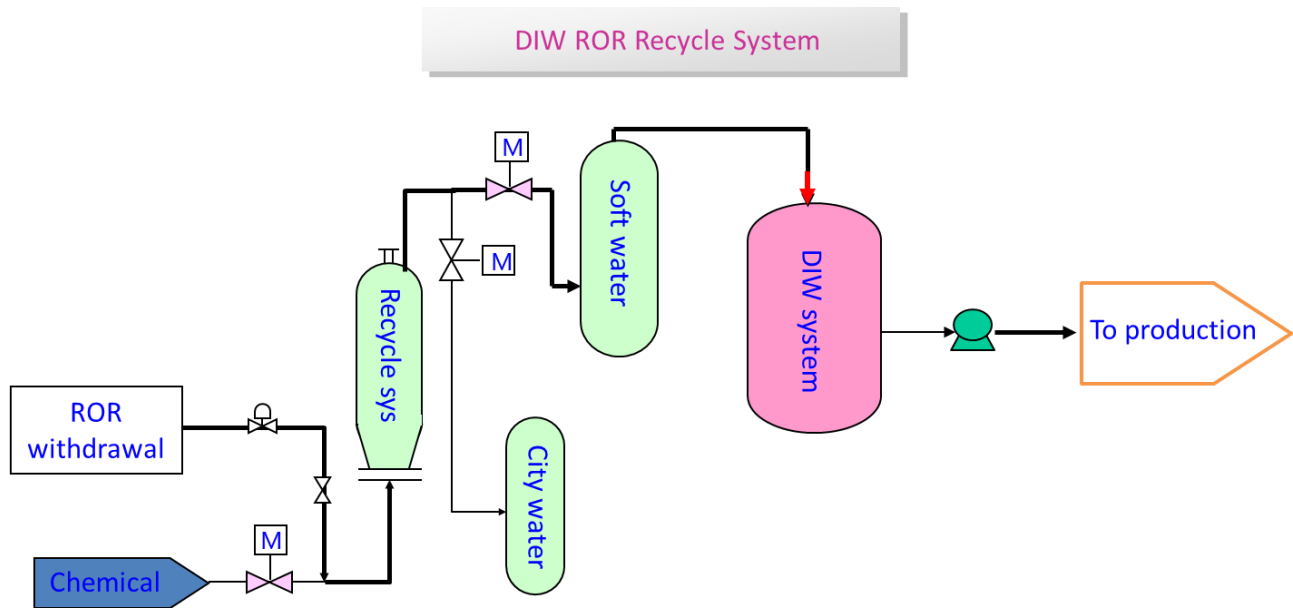 DIW ROR Recycle System
M
M
Soft water
DIW system
Recycle sys
To production
ROR
withdrawal
City water
M
Chemical